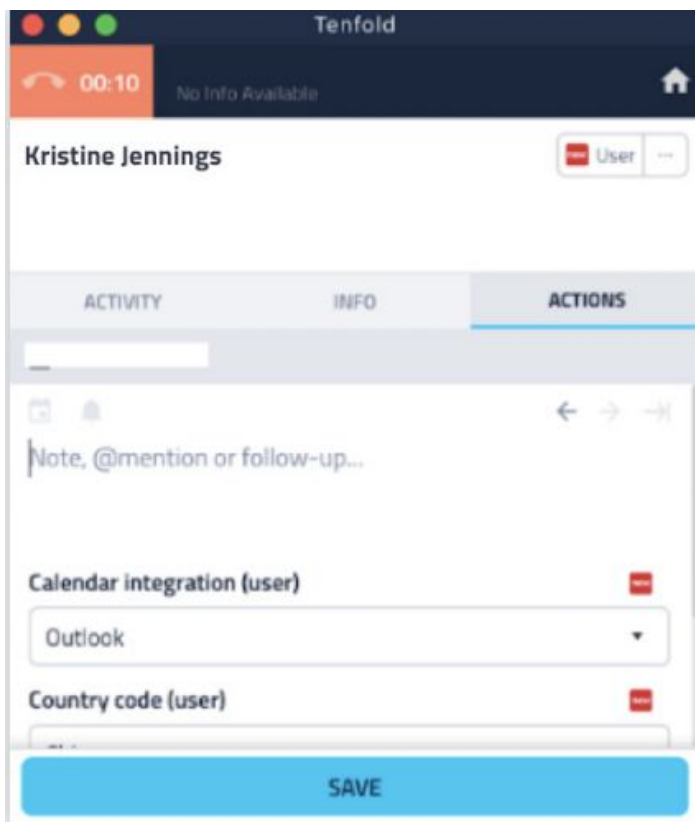 Tenfold
00:10
No Info Available
Kristine Jennings
User ...
ACTIVITY INFO ACTIONS
Note, @mention or follow-up...
Calendar integration (user)
Outlook
Country code (user)
SAVE